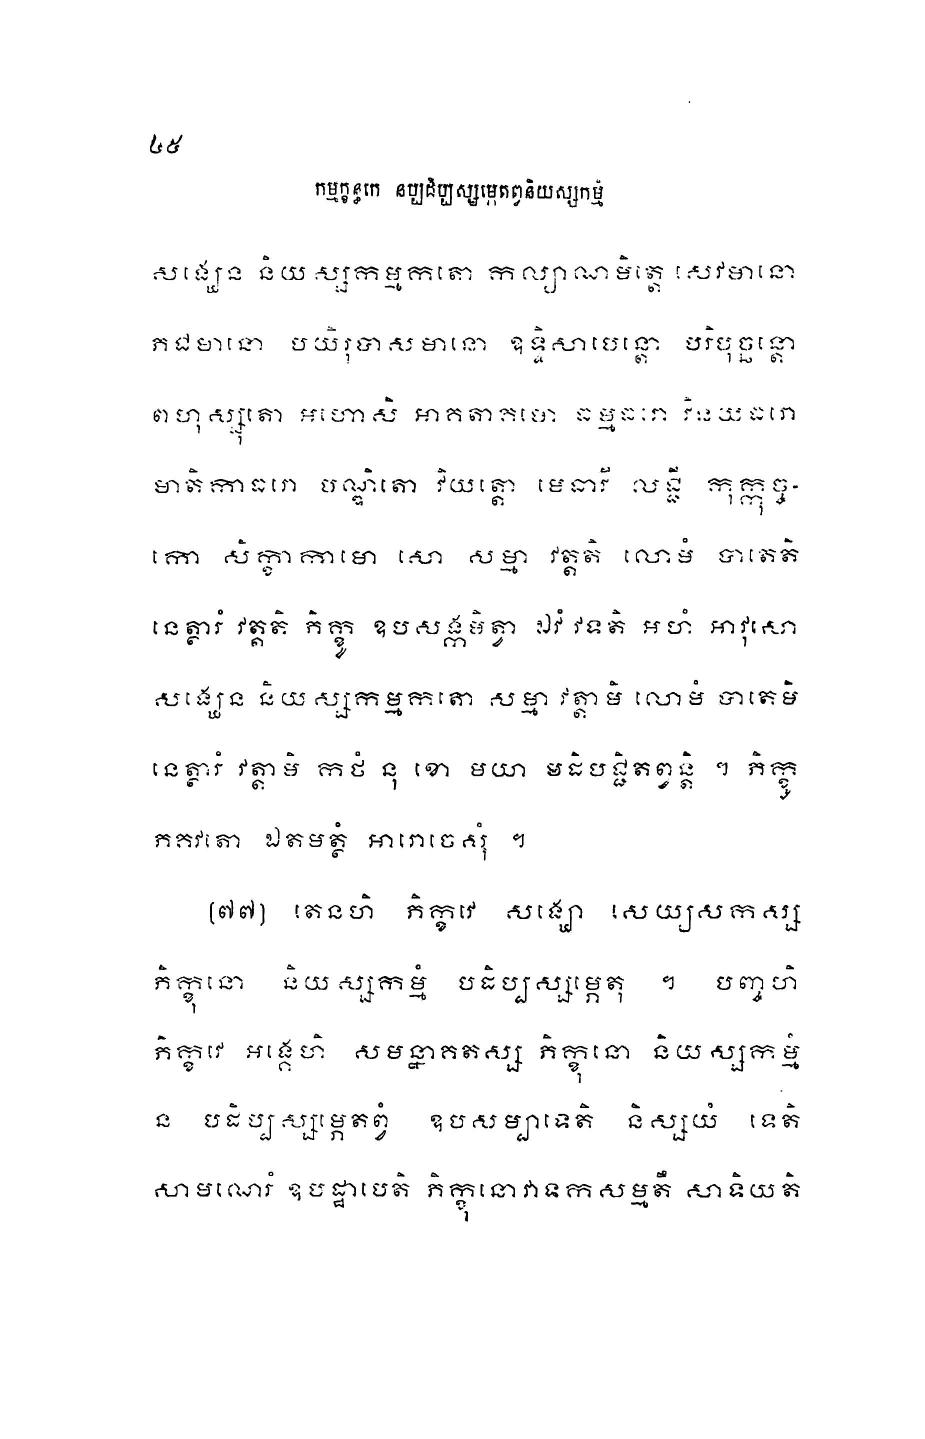 ៤៥
កម្មក្ខន្ធកេ នប្បដិប្បស្សម្ភេតព្វនិយស្សកម្មំ
សង្ឃេន និយស្សកម្មកតោ កល្យាណមិត្តេ សេវមានោ
ភជមានោ បយិរុបាសមានោ ឧទ្ទិសាបេន្តោ បរិបុច្ឆន្តោ
ពហុស្សុតោ អហោសិ អាគតាគមោ ធម្មធរោ វិនយធរោ
មាតិកាធរោ បណ្ឌិតោ វិយត្តោ មេធាវី លជ្ជី កុក្កុច្ច-
កោ សិក្ខាកាមោ សោ សម្មា វត្តតិ លោមំ បាតេតិ
នេត្ថារំ វត្តតិ ភិក្ខូ ឧបសង្កមិត្វា ឯវំ វទតិ អហំ អាវុសោ
សង្ឃេន និយស្សកម្មកតោ សម្មា វត្តាមិ លោមំ បាតេមិ
នេត្ថារំ វត្តាមិ កថំ នុ ខោ មយា មដិបជ្ជិតព្វន្តិ ។ ភិក្ខូ
ភគវតោ ឯតមត្ថំ អារោចេសុំ ។
(៧៧) តេនហិ ភិក្ខវេ សង្ឃោ សេយ្យសកស្ស
ភិក្ខុនោ និយស្សកម្មំ បដិប្បស្សម្ភេតុ ។ បញ្ចហិ
ភិក្ខវេ អង្គេហិ សមន្នាគតស្ស ភិក្ខុនោ និយស្សកម្មំ
ន បដិប្បស្សម្ភេតព្វំ ឧបសម្បាទេតិ និស្សយំ ទេតិ
សាមណេរំ ឧបដ្ឋាបេតិ ភិក្ខុនោវាទកសម្មតឹ សាទិយតិ